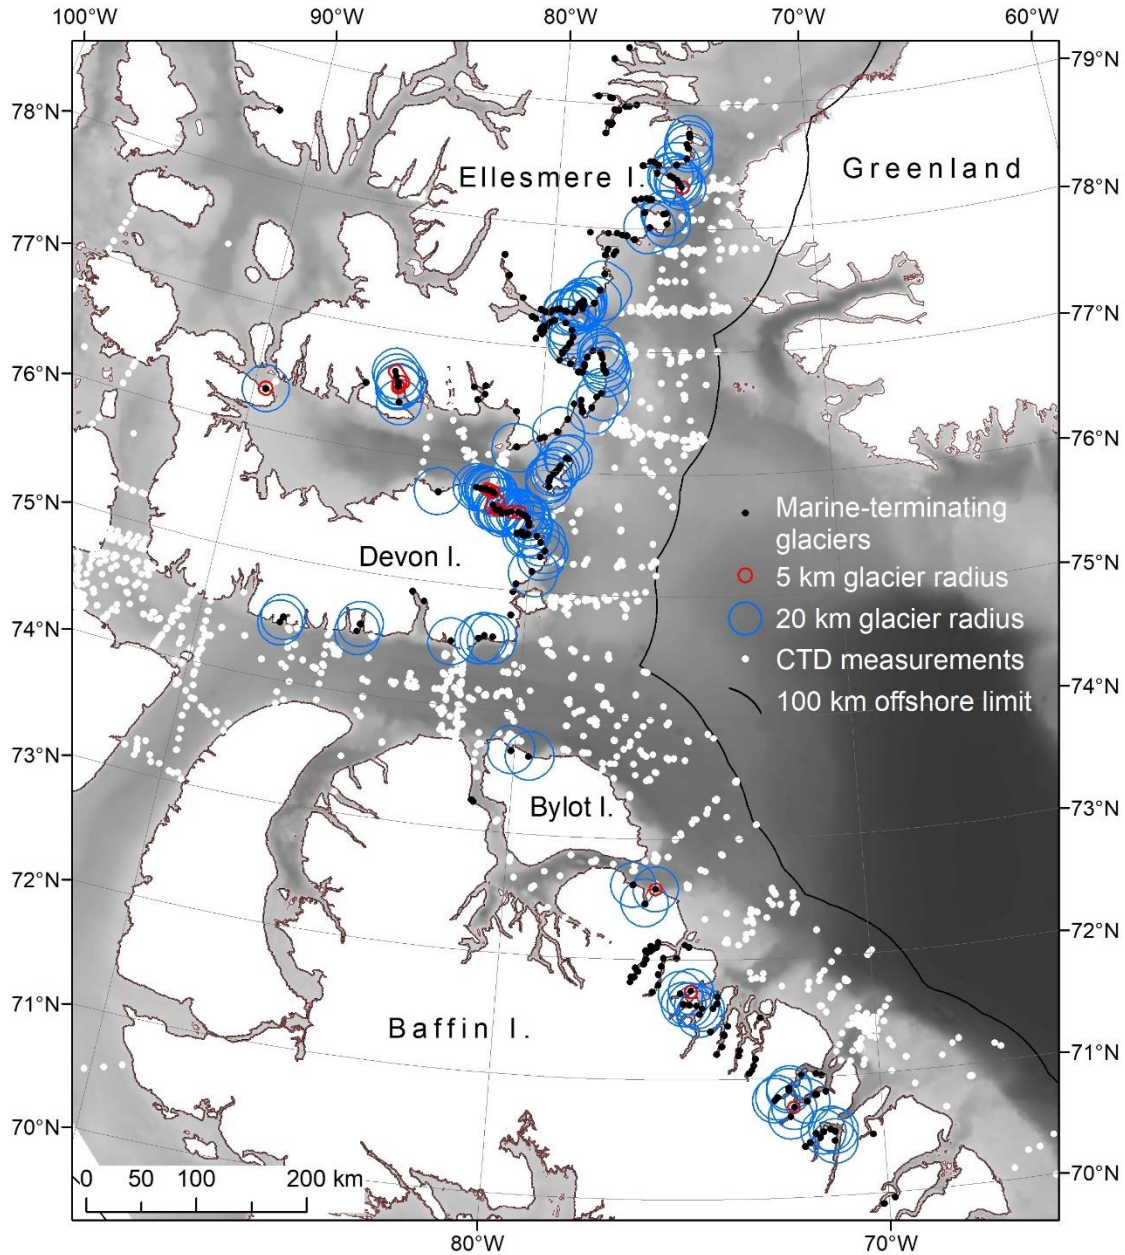 100°W 90°W 80°W 70°W 60°W
79°N
78°N
Greenland
Ellesmere I.
78°N
77°N
77°N
76°N
76°N
75°N
Marine-terminating
glaciers
Devon I.
75°N
5 km glacier radius
20 km glacier radius
74°N
CTD measurements
74°N
100 km offshore limit
73°N
Bylot I.
73°N
72°N
72°N
71°N
Baffin I.
71°N
70°N
70°N
0 50 100 200 km
80°W 70°W